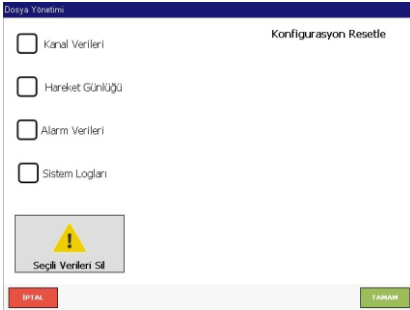 Dosya Yönetimi
Konfigurasyon Resetle
Kanal Verileri
Hareket Günlüğü
Alarm Verileri
Sistem Logları
Seçili Verileri Sil
İPTAL
TAMAM